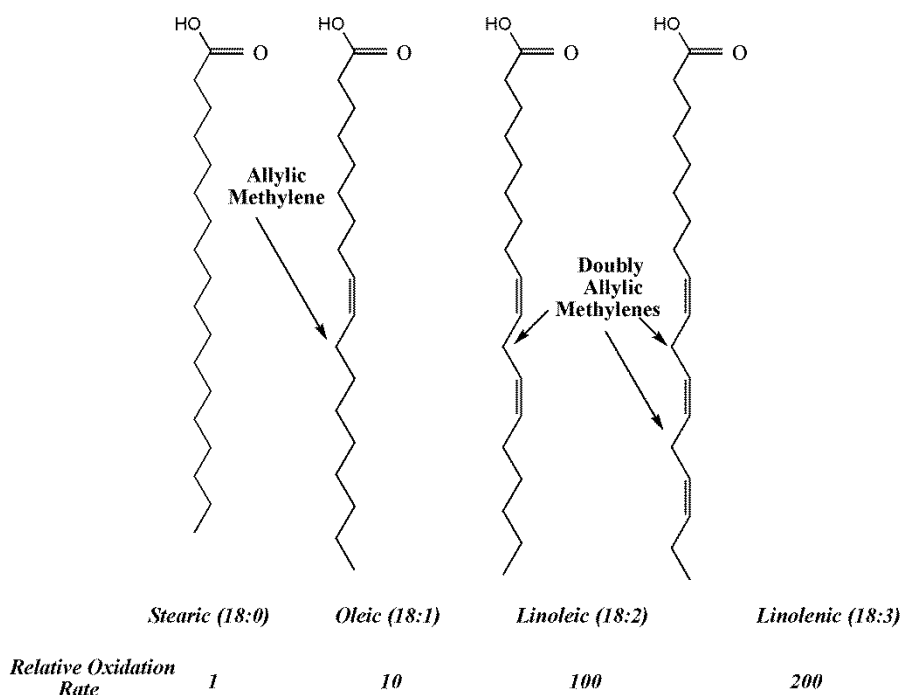 HO O HO O HO O HO O
Allylic
Methylene
Doubly
Allylic
Methylenes
Stearic (18:0) Oleic (18:1) Linoleic (18:2) Linolenic (18:3)
Relative Oxidation
Rate 1 10 100 200